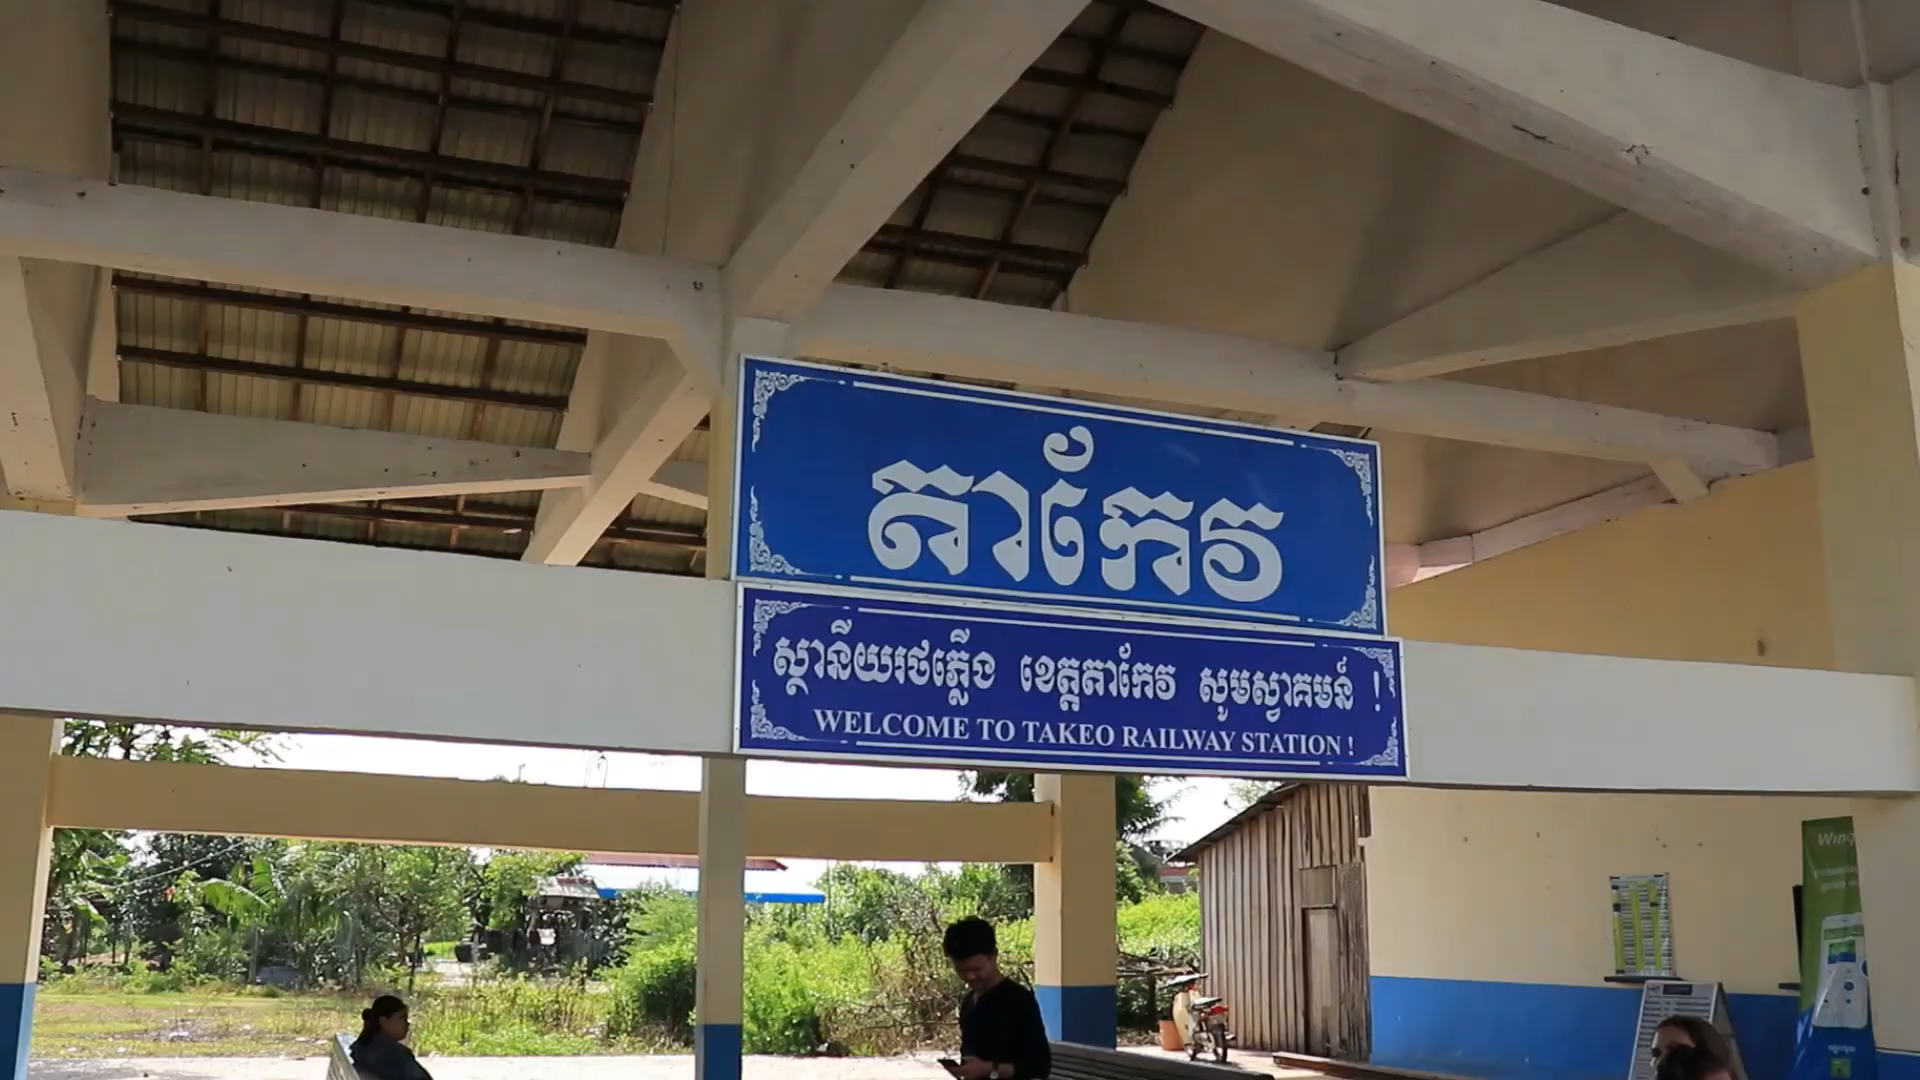 តាកែវ
ស្ថានីយរថភ្លើង ខេត្តតាកែវ សូមស្វាគមន៍ !
WELCOME TO TAKEO RAILWAY STATION !
Wing